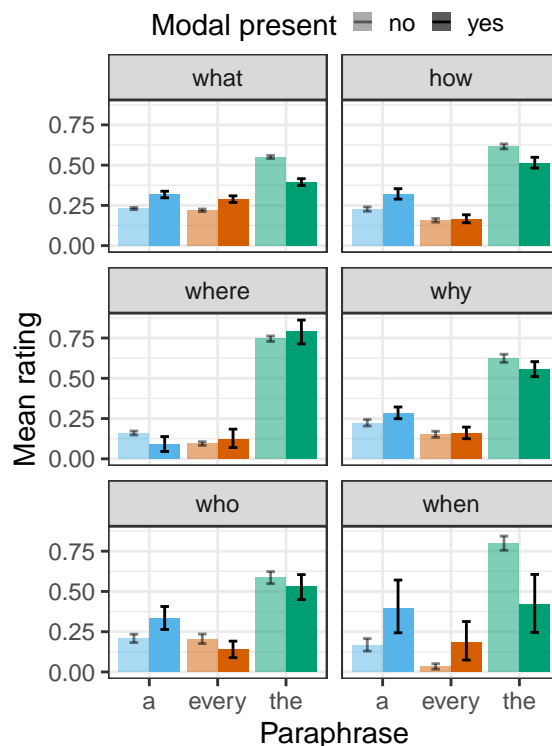 Modal present no yes
what how
0.75
0.50
0.25
0.00
where why
0.75
0.50
0.25
0.00
who when
0.75
0.50
0.25
0.00
a every the a every the
Mean rating
Paraphrase